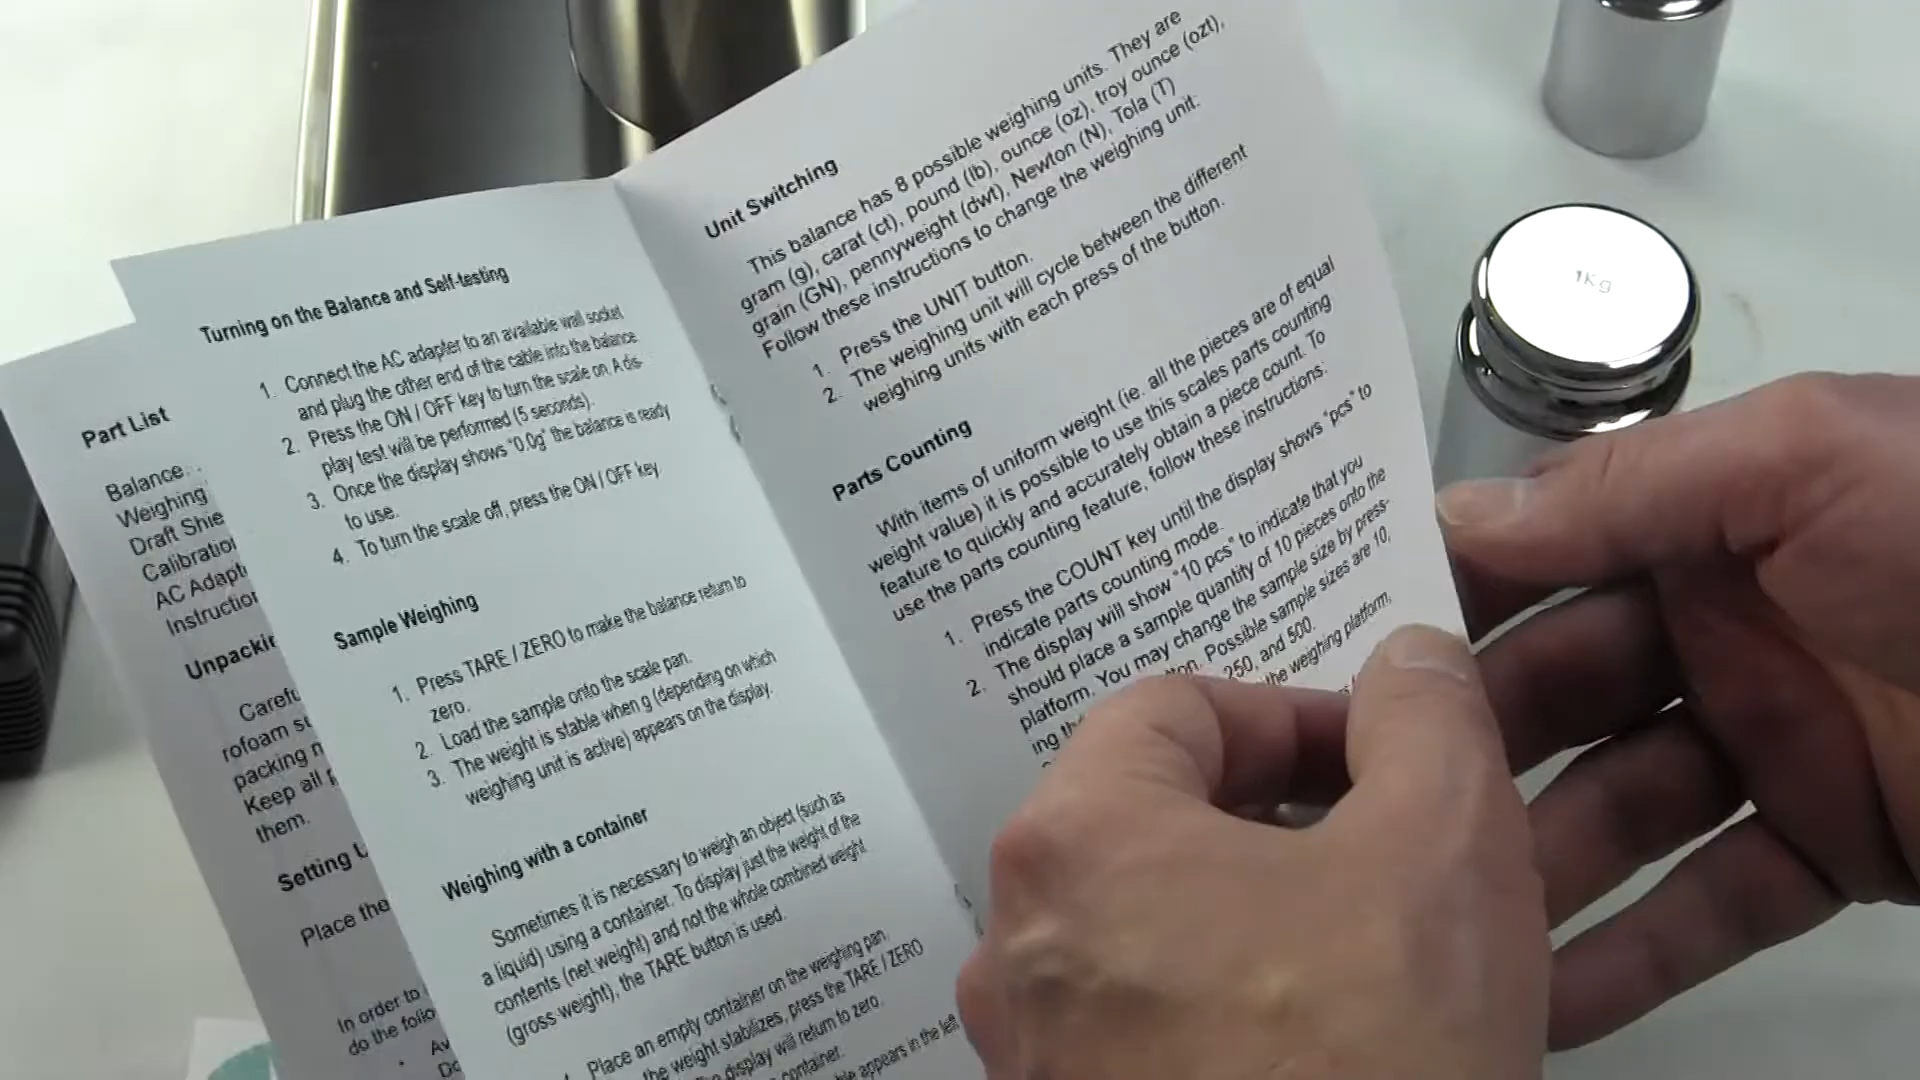 Part List
Balance
Weighing
Draft Shie
Calibration
AC Adapt
Instruction
Unpackin
Carefu
rofoam
packing
Keep all
them.
Setting U
Place the
In order to
do the follo
Turning on the Balance and Self-testing
1. Connect the AC adapter to an available wall socket
and plug the other end of the cable into the balance
2. Press the ON / OFF key to turn the scale on. A dis-
play test will be performed (5 seconds).
3. Once the display shows "0.0g" the balance is ready
to use.
4. To turn the scale off, press the ON / OFF key
Sample Weighing
1. Press TARE / ZERO to make the balance return to
zero.
2. Load the sample onto the scale pan.
3. The weight is stable when g (depending on which
weighing unit is active) appears on the display.
Weighing with a container
Sometimes it is necessary to weigh an object (such as
a liquid) using a container. To display just the weight of the
contents (net weight) and not the whole combined weight
(gross weight), the TARE button is used.
Place an empty container on the weighing pan.
the weight stabilizes, press the TARE / ZERO
display will return to zero.
container.
appears in the left
Unit Switching
This balance has 8 possible weighing units. They are
gram (g), carat (ct), pound (lb), ounce (oz), troy ounce (ozt),
grain (GN), pennyweight (dwt), Newton (N), Tola (T)
Follow these instructions to change the weighing unit:
1. Press the UNIT button.
2. The weighing unit will cycle between the different
weighing units with each press of the button.
Parts Counting
With items of uniform weight (ie. all the pieces are of equal
weight value) it is possible to use this scales parts counting
feature to quickly and accurately obtain a piece count. To
use the parts counting feature, follow these instructions:
1. Press the COUNT key until the display shows "pcs" to
indicate parts counting mode.
2. The display will show "10 pcs" to indicate that you
should place a sample quantity of 10 pieces onto the
platform. You may change the sample size by press-
ing Possible sample sizes are 10,
250, and 500.
the weighing platform,
1Kg